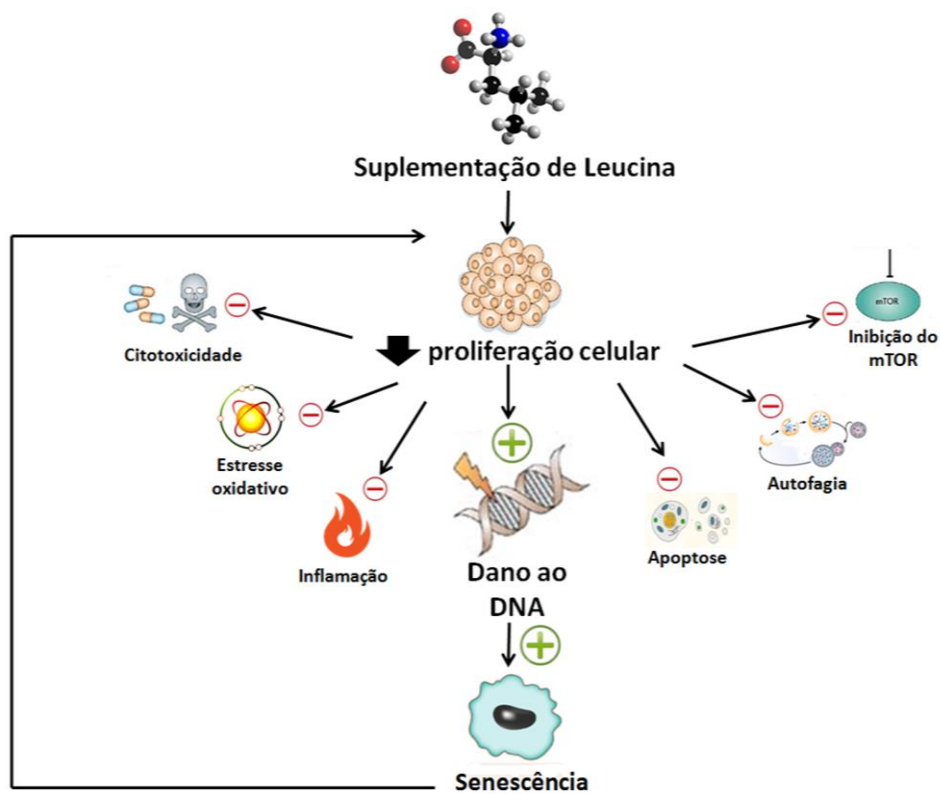 Suplementação de Leucina
Citotoxicidade
proliferação celular
mTOR
Inibição do
mTOR
Estresse
oxidativo
Autofagia
Inflamação
Dano ao
DNA
Apoptose
Senescência